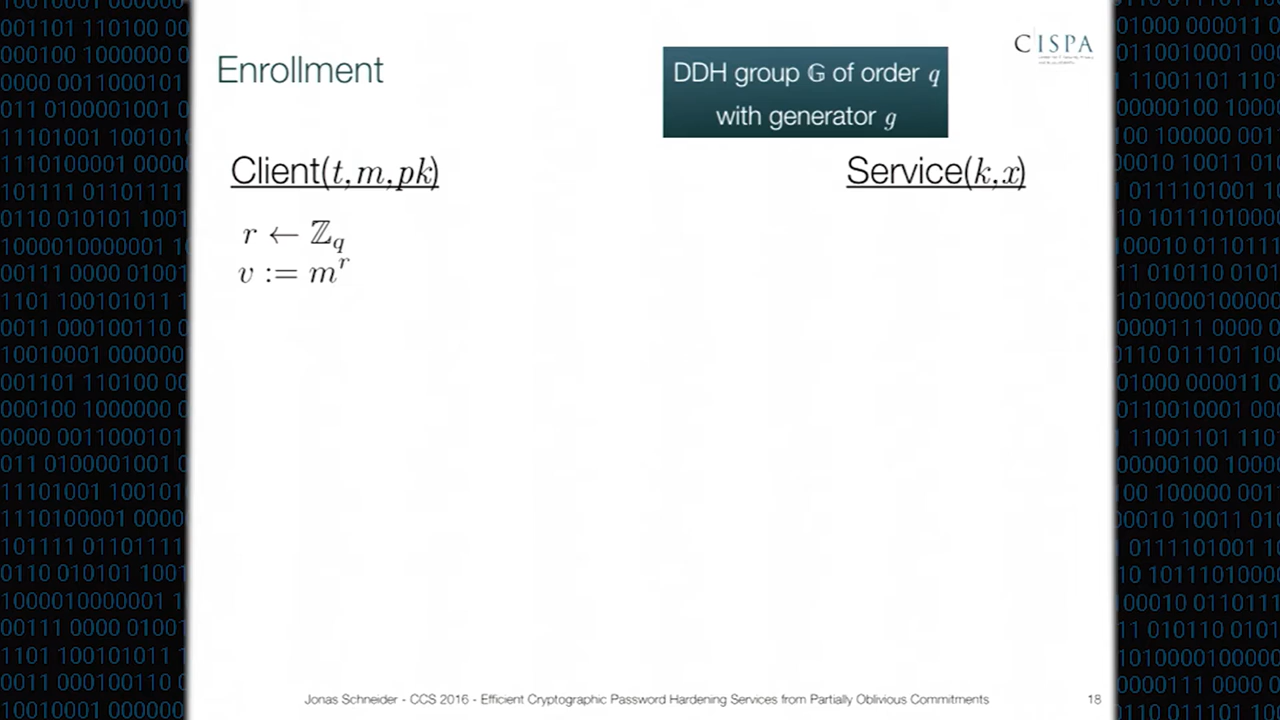 Enrollment
DDH group 𝔾 of order q
with generator g
CISPA
Client(t,m,pk)
Service(k,x)
r ← ℤ_q
v := m^r
Jonas Schneider - CCS 2016 - Efficient Cryptographic Password Hardening Services from Partially Oblivious Commitments
18